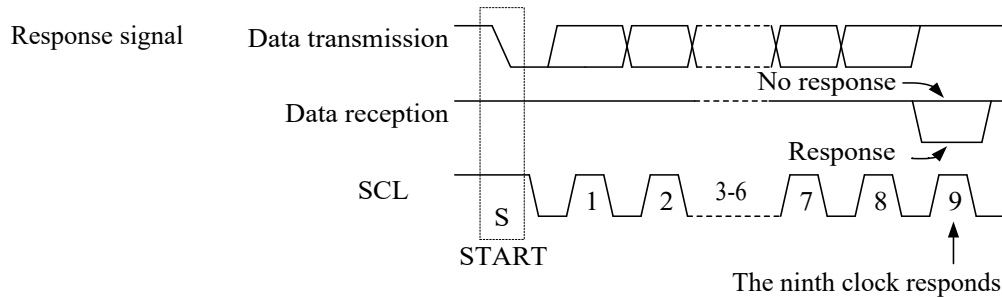 Response signal
Data transmission
No response
Data reception
Response
SCL
S
1
2
3-6
7
8
9
START
The ninth clock responds